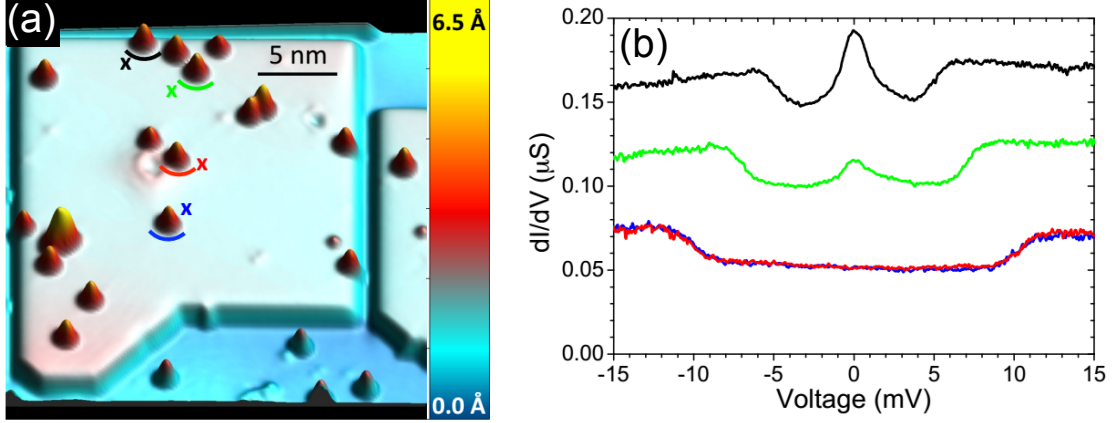 (a)
6.5 Å
5 nm
x
x
x
x
0.0 Å
(b)
0.20
0.15
0.10
0.05
0.00
dI/dV (µS)
-15 -10 -5 0 5 10 15
Voltage (mV)